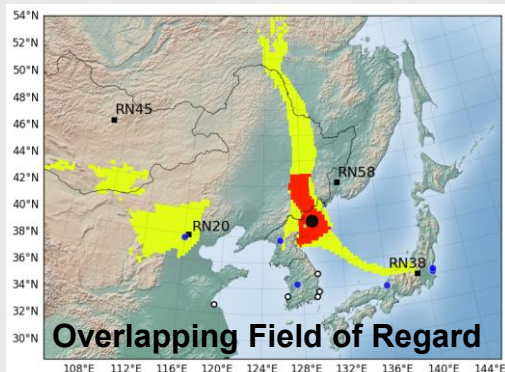 54°N
52°N
50°N
48°N
RN45
46°N
44°N
RN58
42°N
40°N
RN20
38°N
RN38
36°N
34°N
32°N
30°N
Overlapping Field of Regard
108°E 112°E 116°E 120°E 124°E 128°E 132°E 136°E 140°E 144°E